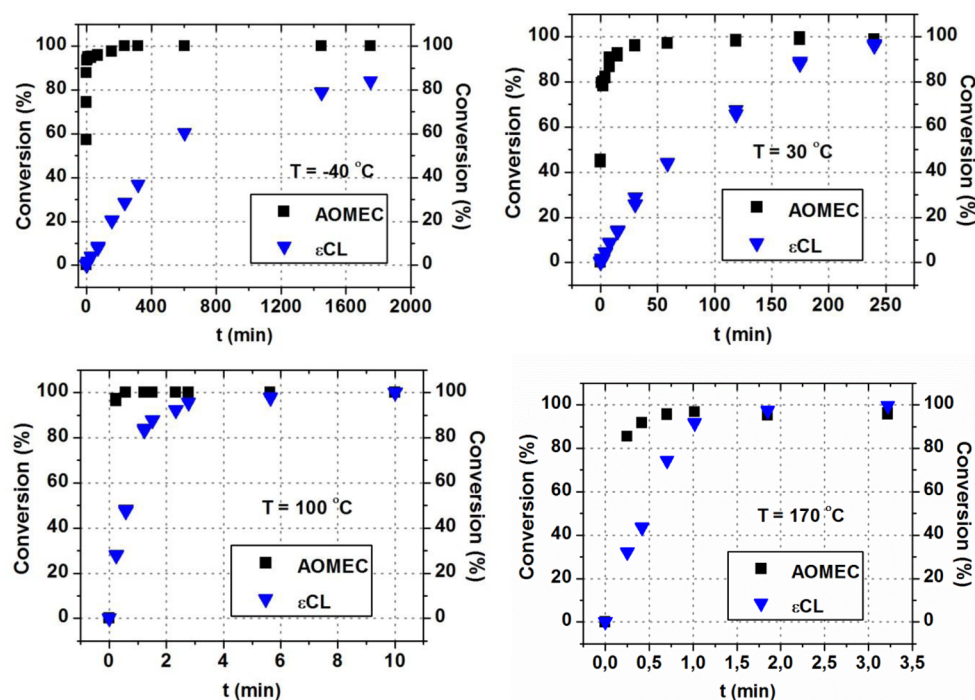 100
80
60
40
20
0
Conversion (%)
T = -40 °C
AOMEC
εCL
100
80
60
40
20
0
Conversion (%)
0 400 800 1200 1600 2000
t (min)
100
80
60
40
20
0
Conversion (%)
T = 30 °C
AOMEC
εCL
100
80
60
40
20
0
Conversion (%)
0 50 100 150 200 250
t (min)
100
80
60
40
20
0
Conversion (%)
T = 100 °C
AOMEC
εCL
100
80
60
40
20
0
Conversion (%)
0 2 4 6 8 10
t (min)
100
80
60
40
20
0
Conversion (%)
T = 170 °C
AOMEC
εCL
100
80
60
40
20
0
Conversion (%)
0,0 0,5 1,0 1,5 2,0 2,5 3,0 3,5
t (min)